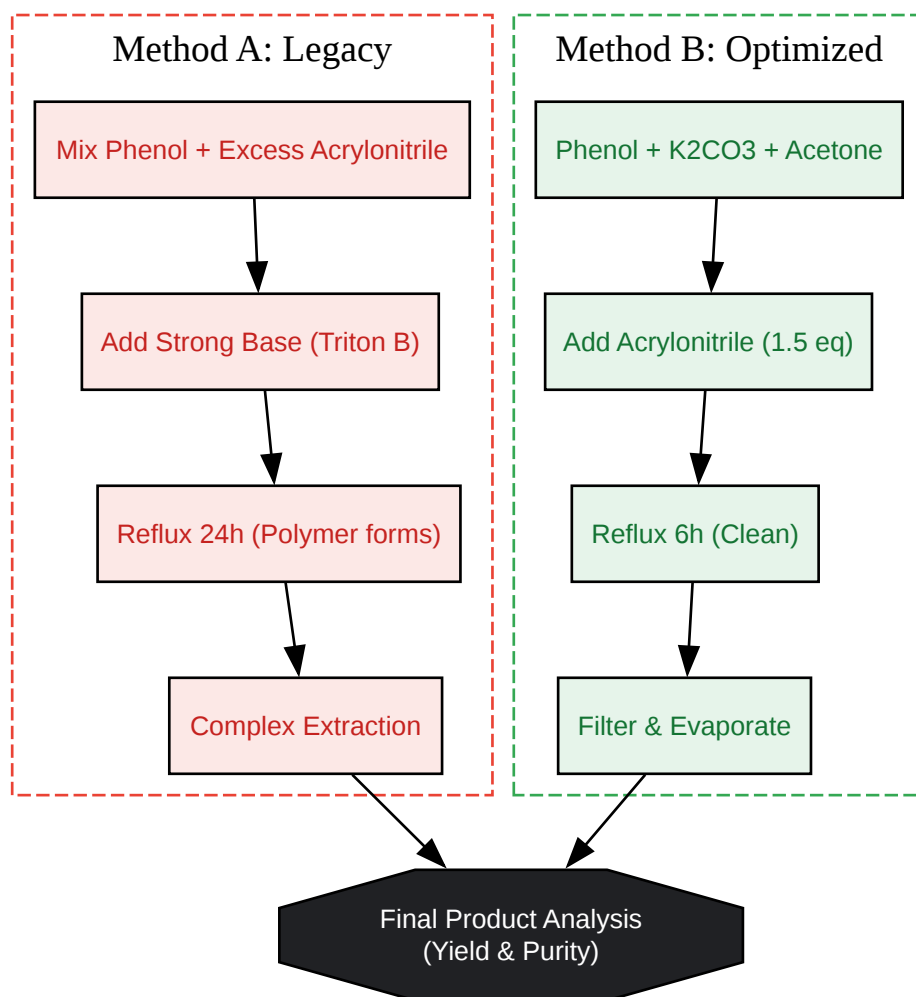 Method A: Legacy
Mix Phenol + Excess Acrylonitrile
Add Strong Base (Triton B)
Reflux 24h (Polymer forms)
Complex Extraction
Method B: Optimized
Phenol + K2CO3 + Acetone
Add Acrylonitrile (1.5 eq)
Reflux 6h (Clean)
Filter & Evaporate
Final Product Analysis
(Yield & Purity)